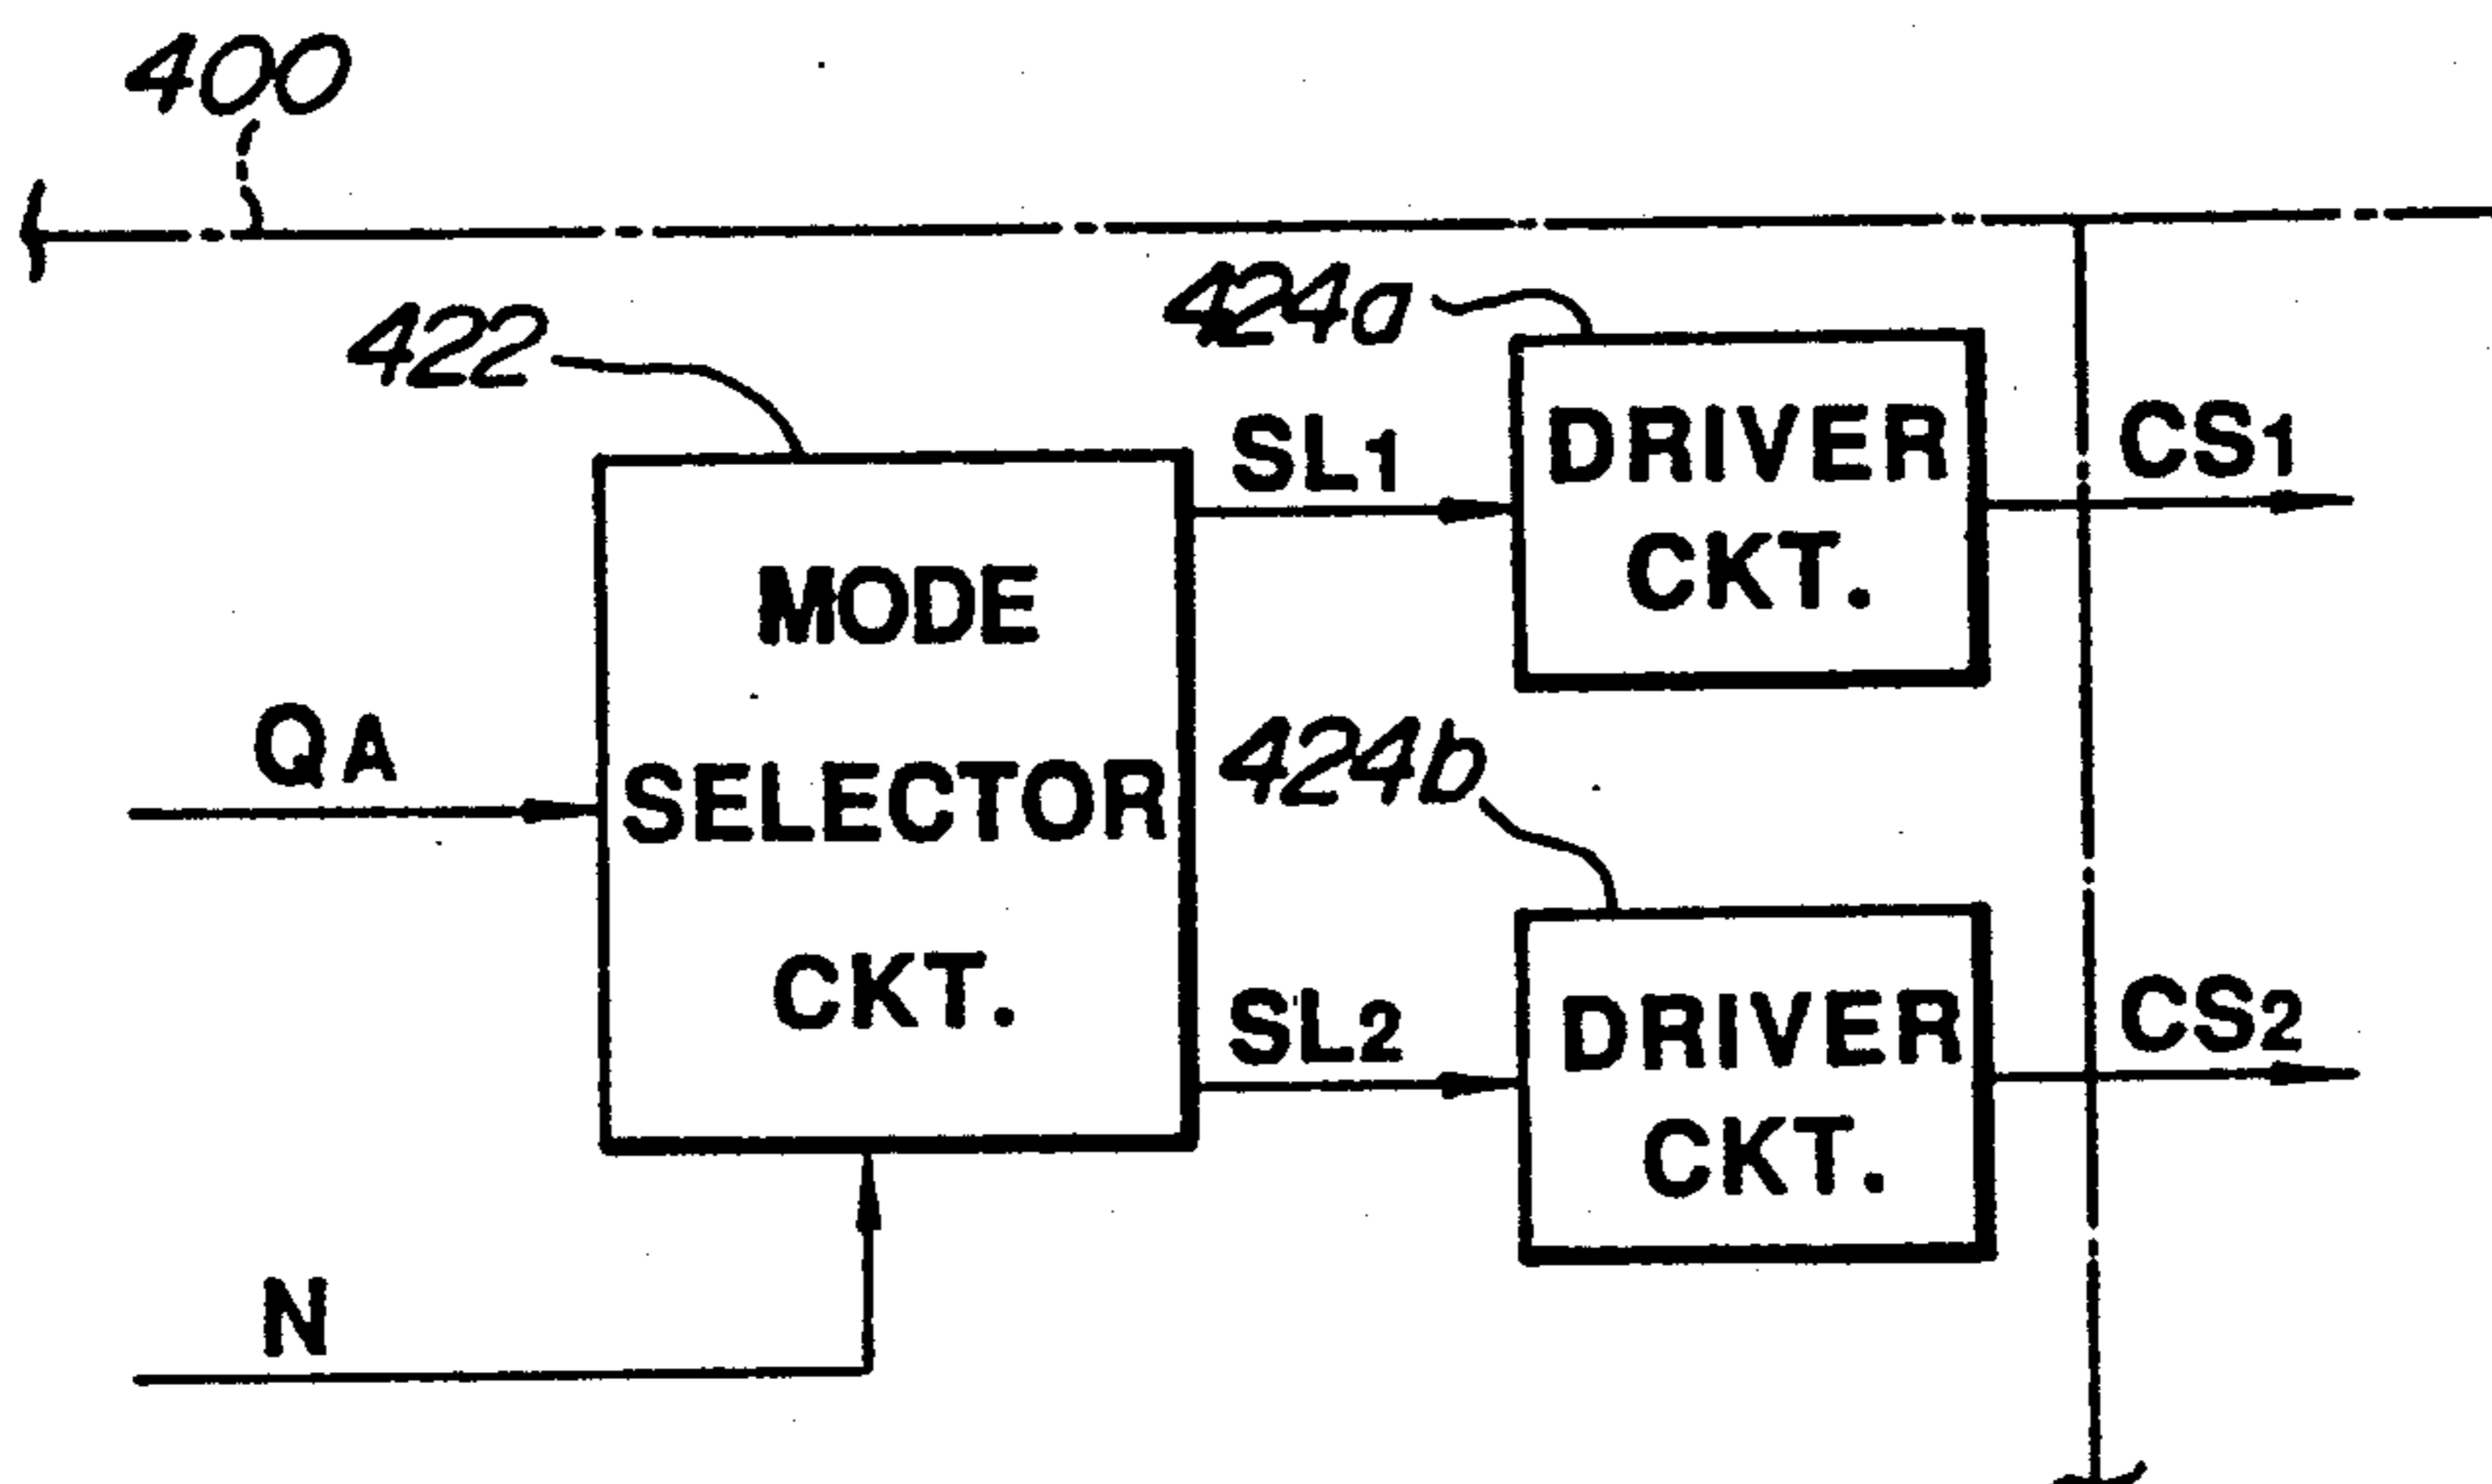 400
422
424a
SL1
DRIVER
CKT.
CS1
MODE
SELECTOR
CKT.
QA
424b
SL2
DRIVER
CKT.
CS2
N